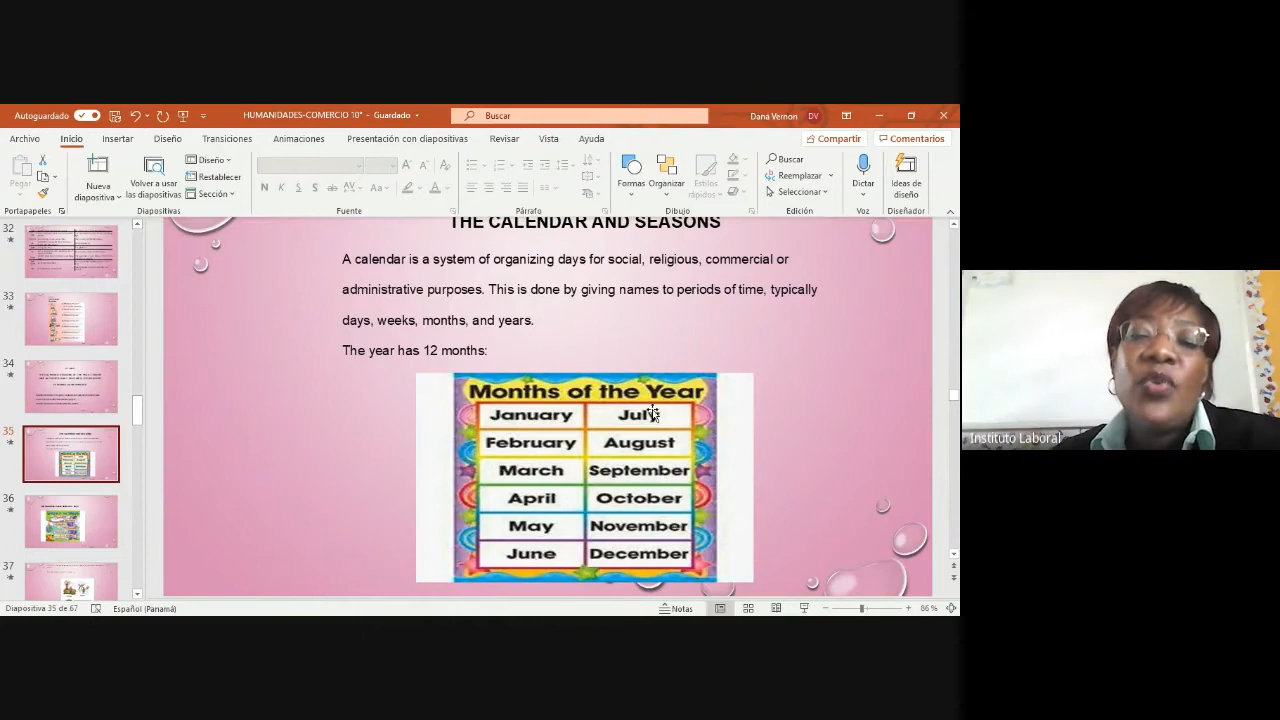 Autoguardado
HUMANIDADES-COMERCIO 10° - Guardado
Buscar
Dana Vernon DV
Archivo Inicio Insertar Diseño Transiciones Animaciones Presentación con diapositivas Revisar Vista Ayuda Compartir Comentarios
Pegar
Nueva diapositiva
Volver a usar las diapositivas
Diseño
Restablecer
Sección
N K S S ab AV Aa A
Formas
Organizar
Estilos rápidos
Buscar
Reemplazar
Seleccionar
Dictar
Ideas de diseño
Portapapeles Diapositivas Fuente Párrafo Dibujo Edición Voz Diseñador
32
33
34
35
36
37
THE CALENDAR AND SEASONS
A calendar is a system of organizing days for social, religious, commercial or
administrative purposes. This is done by giving names to periods of time, typically
days, weeks, months, and years.
The year has 12 months:
Months of the Year
January July
February August
March September
April October
May November
June December
Instituto Laboral
Diapositiva 35 de 67 Español (Panamá) Notas 86 %